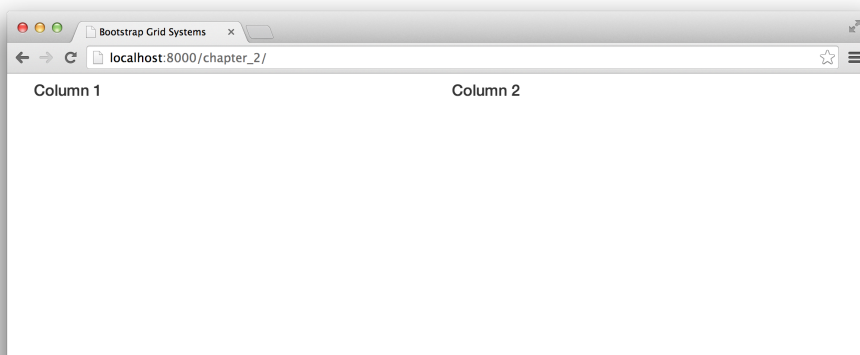 Bootstrap Grid Systems
localhost:8000/chapter_2/
Column 1 Column 2